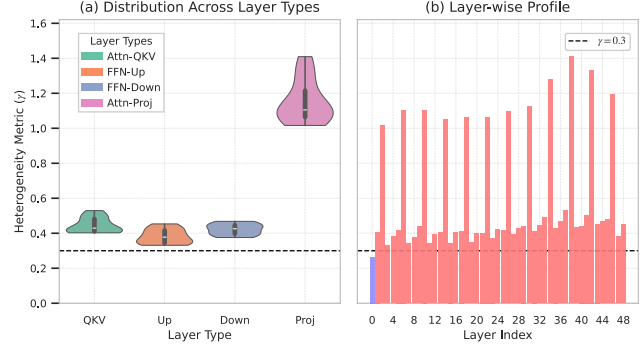 (a) Distribution Across Layer Types
Heterogeneity Metric (γ)
1.6
1.4
1.2
1.0
0.8
0.6
0.4
0.2
0.0
Layer Types
Attn-QKV
FFN-Up
FFN-Down
Attn-Proj
QKV Up Down Proj
Layer Type
(b) Layer-wise Profile
γ=0.3
0 4 8 12 16 20 24 28 32 36 40 44 48
Layer Index